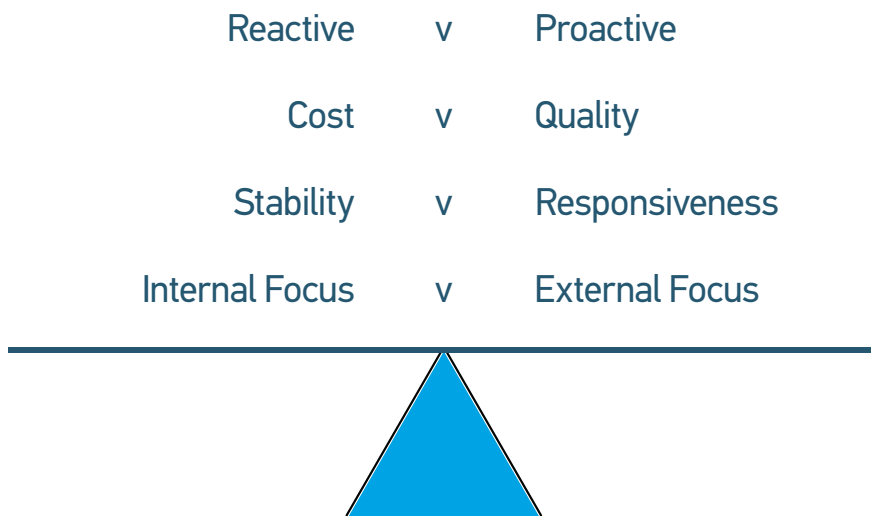 Reactive v Proactive
Cost v Quality
Stability v Responsiveness
Internal Focus v External Focus